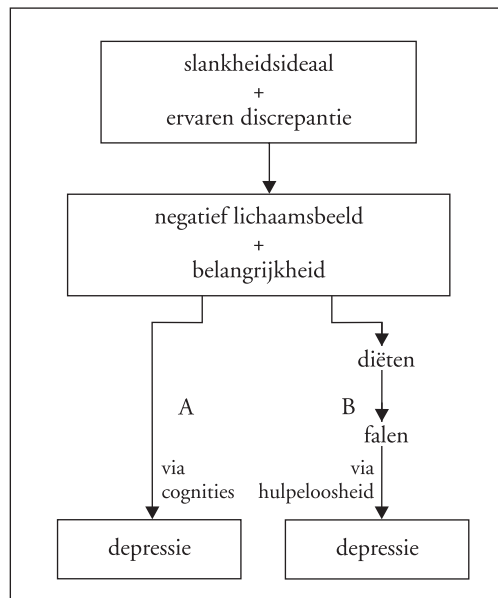 slankheidsideaal
+
ervaren discrepantie
negatief lichaamsbeeld
+
belangrijkheid
A
via
cognities
depressie
diëten
B
falen
via
hulpeloosheid
depressie